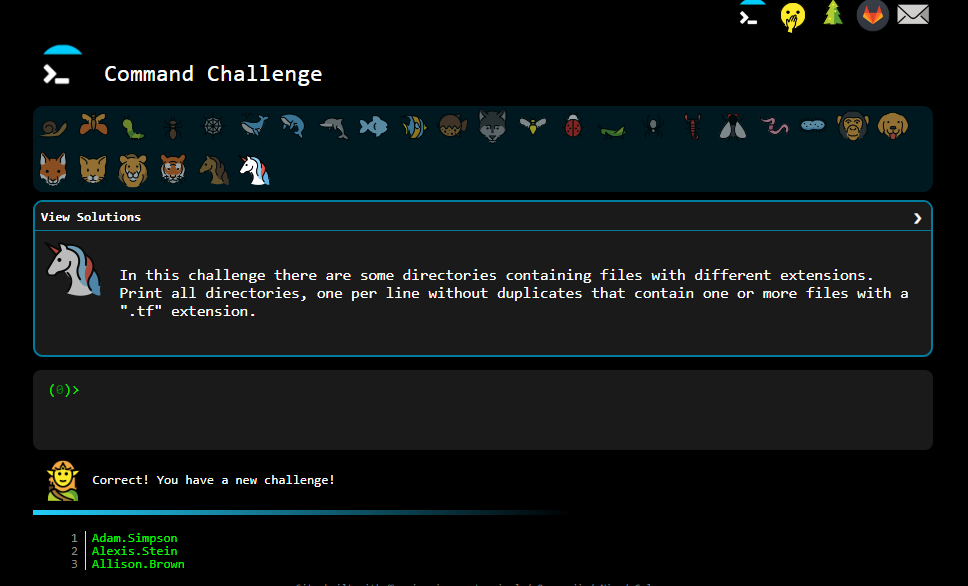 Command Challenge
View Solutions
In this challenge there are some directories containing files with different extensions.
Print all directories, one per line without duplicates that contain one or more files with a
".tf" extension.
(0)>
Correct! You have a new challenge!
1 Adam.Simpson
2 Alexis.Stein
3 Allison.Brown